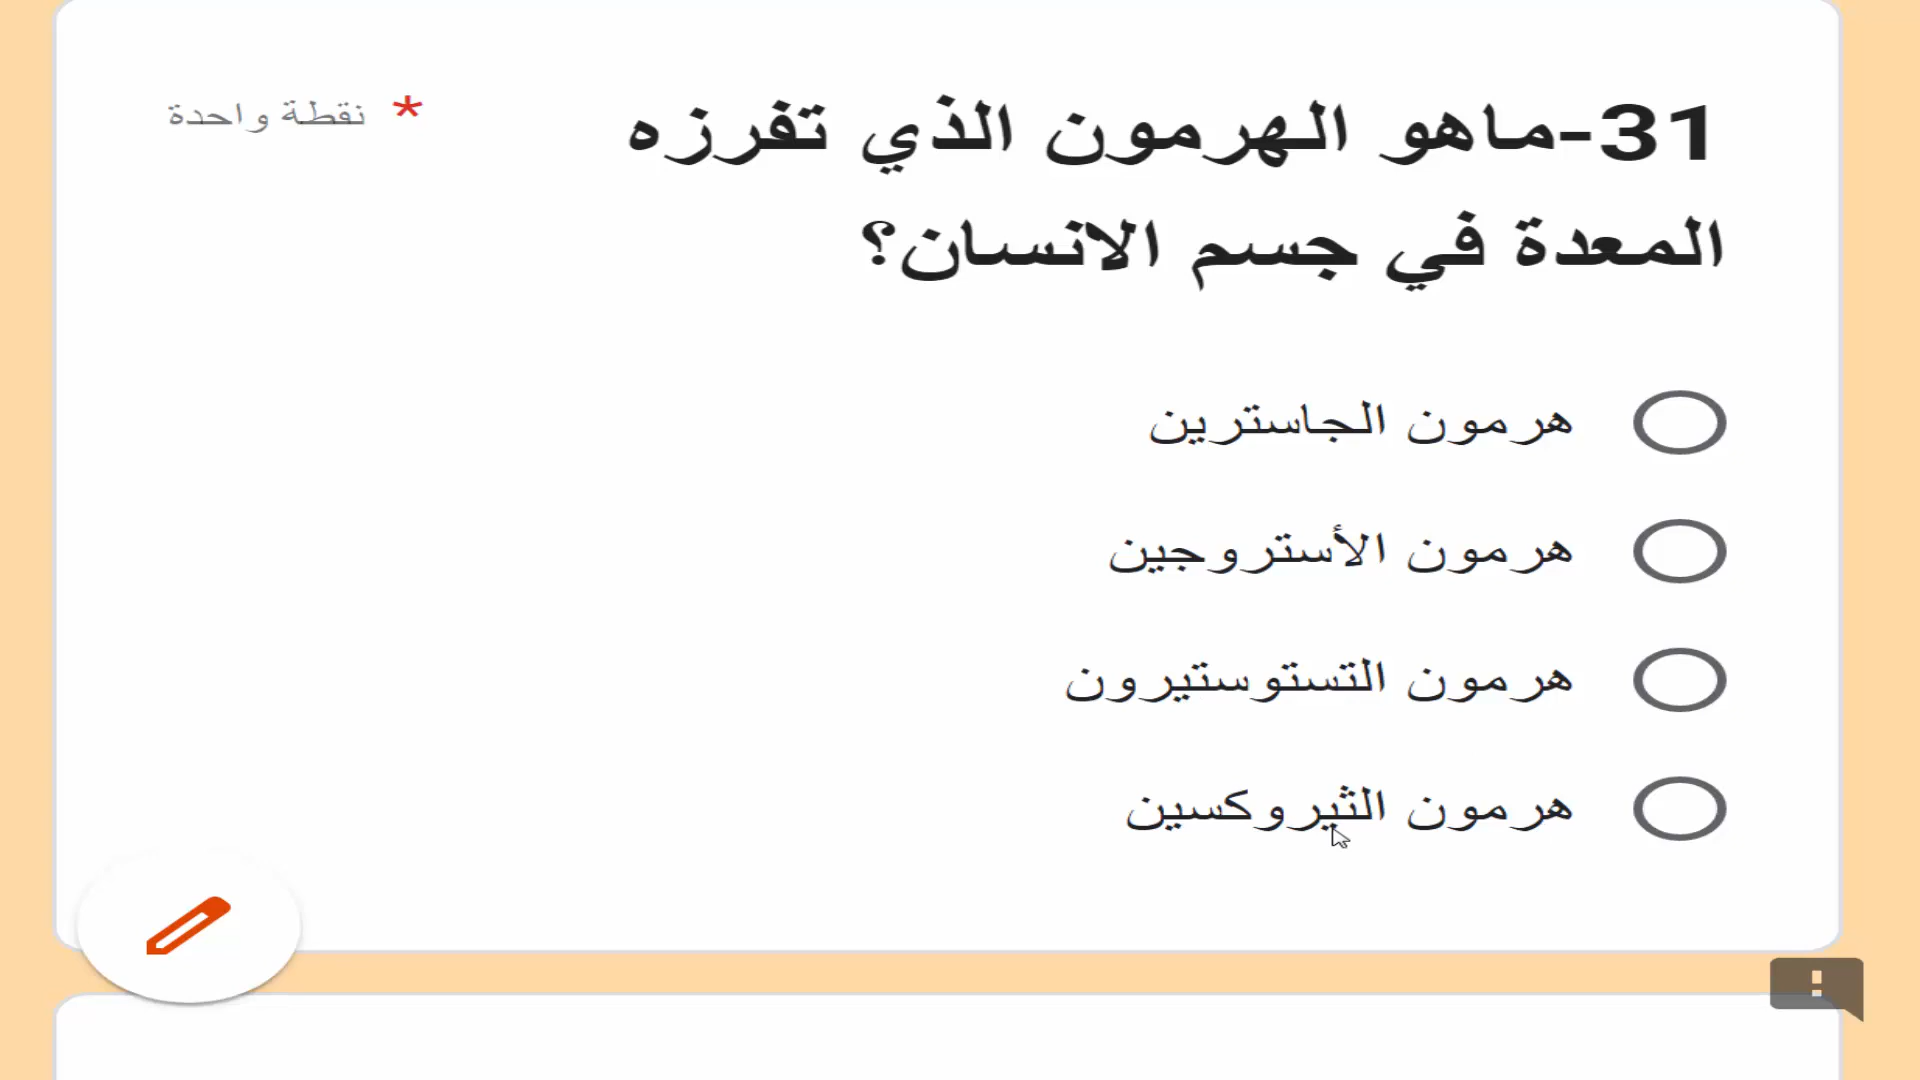 31-ماهو الهرمون الذي تفرزه
المعدة في جسم الانسان؟
* نقطة واحدة
هرمون الجاسترين
هرمون الأستروجين
هرمون التستوستيرون
هرمون الثيروكسين